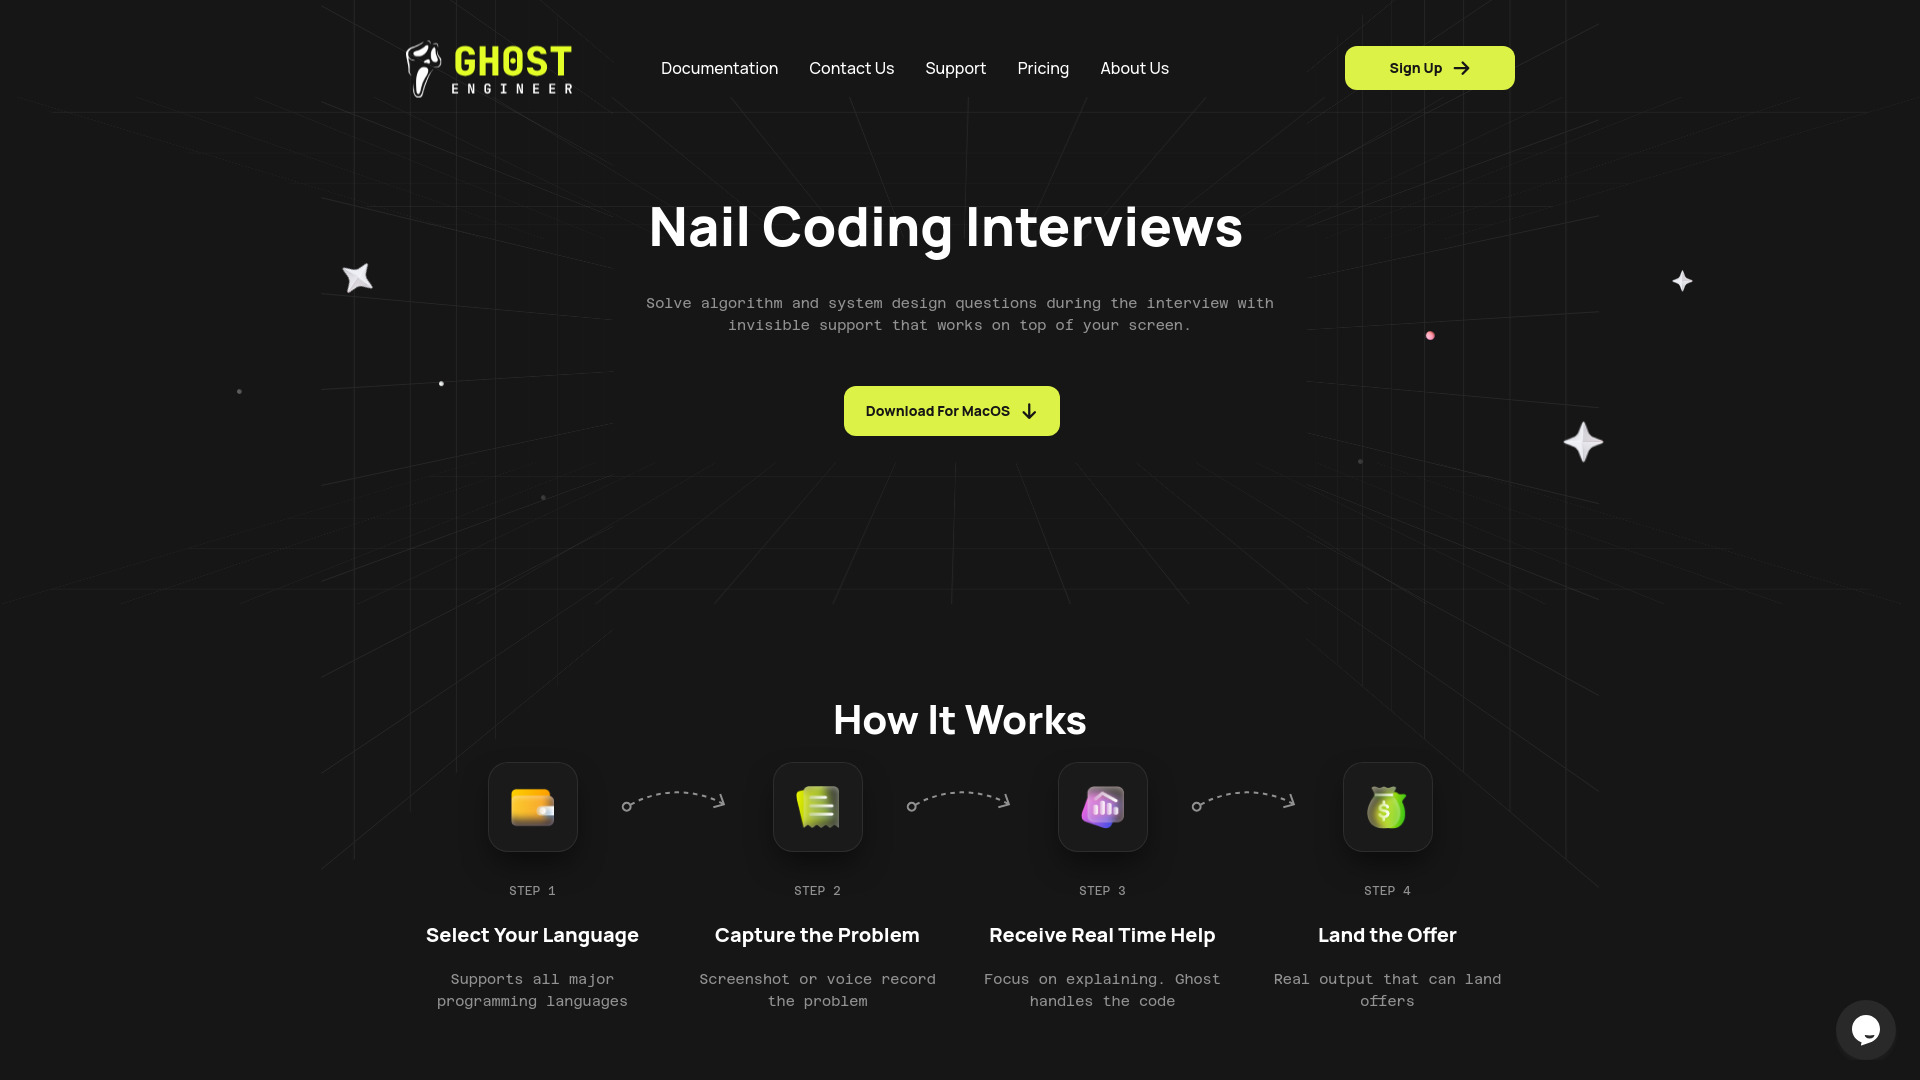 GHOST
ENGINEER
Documentation
Contact Us
Support
Pricing
About Us
Sign Up
Nail Coding Interviews
Solve algorithm and system design questions during the interview with
invisible support that works on top of your screen.
Download For MacOS
How It Works
STEP 1
Select Your Language
Supports all major
programming languages
STEP 2
Capture the Problem
Screenshot or voice record
the problem
STEP 3
Receive Real Time Help
Focus on explaining. Ghost
handles the code
STEP 4
Land the Offer
Real output that can land
offers